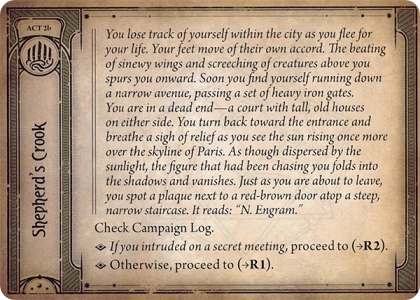 ACT 2b
Shepherd's Crook
You lose track of yourself within the city as you flee for
your life. Your feet move of their own accord. The beating
of sinewy wings and screeching of creatures above you
spurs you onward. Soon you find yourself running down
a narrow avenue, passing a set of heavy iron gates.
You are in a dead end—a court with tall, old houses
on either side. You turn back toward the entrance and
breathe a sigh of relief as you see the sun rising once more
over the skyline of Paris. As though dispersed by the
sunlight, the figure that had been chasing you folds into
the shadows and vanishes. Just as you are about to leave,
you spot a plaque next to a red-brown door atop a steep,
narrow staircase. It reads: "N. Engram."
Check Campaign Log.
If you intruded on a secret meeting, proceed to (→R2).
Otherwise, proceed to (→R1).